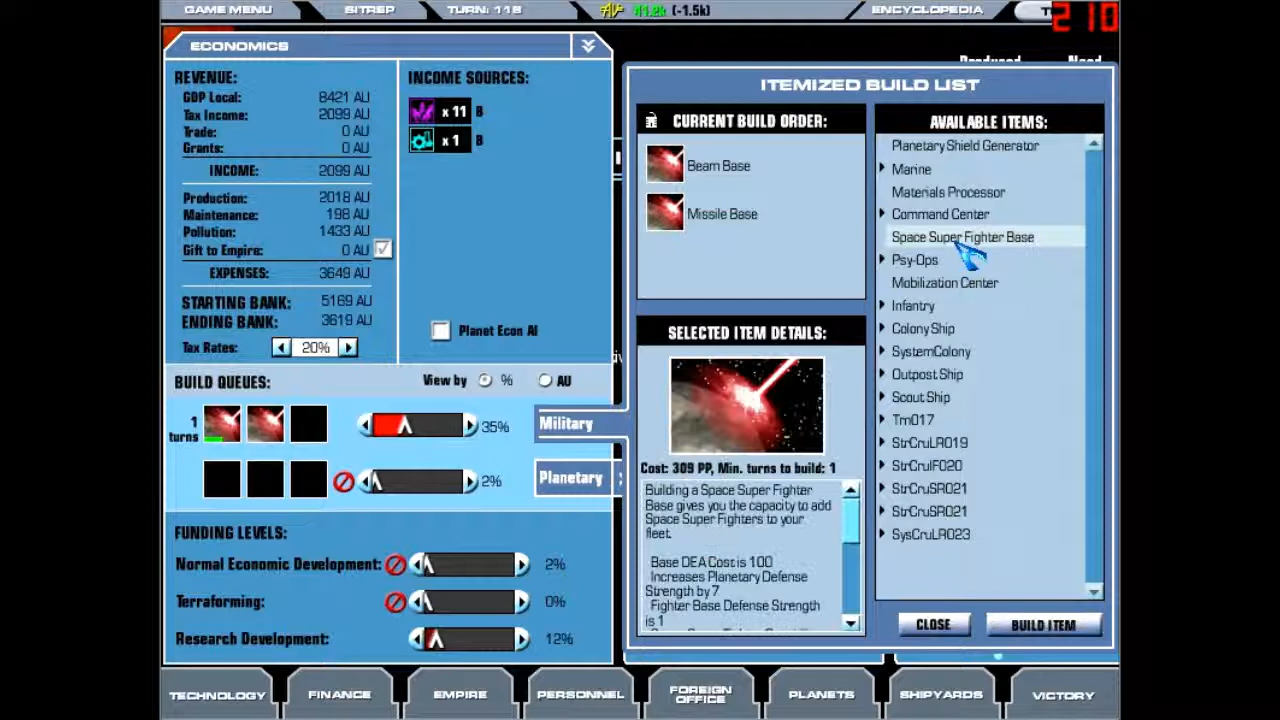 GAME MENU
SITREP
TURN: 118
(-1.5k)
ENCYCLOPEDIA
210
ECONOMICS
REVENUE:
GDP Local: 8421 AU
Tax Income: 2099 AU
Trade: 0 AU
Grants: 0 AU
INCOME: 2099 AU
Production: 2018 AU
Maintenance: 198 AU
Pollution: 1433 AU
Gift to Empire: 0 AU
EXPENSES: 3649 AU
STARTING BANK: 5169 AU
ENDING BANK: 3619 AU
Tax Rates: 20%
INCOME SOURCES:
x 11 B
x 1 B
Planet Econ AI
BUILD QUEUES:
View by % AU
1 turns
35%
Military
2%
Planetary
FUNDING LEVELS:
Normal Economic Development: 2%
Terraforming: 0%
Research Development: 12%
ITEMIZED BUILD LIST
CURRENT BUILD ORDER:
Beam Base
Missile Base
SELECTED ITEM DETAILS:
Cost: 309 PP, Min. turns to build: 1
Building a Space Super Fighter
Base gives you the capacity to add
Space Super Fighters to your
fleet.
Base DEA Cost is 100
Increases Planetary Defense
Strength by 7
Fighter Base Defense Strength
is 1
AVAILABLE ITEMS:
Planetary Shield Generator
Marine
Materials Processor
Command Center
Space Super Fighter Base
Psy-Ops
Mobilization Center
Infantry
Colony Ship
SystemColony
Outpost Ship
Scout Ship
Trn017
StrCruLR019
StrCruIF020
StrCruSR021
StrCruSR021
SysCruLR023
CLOSE
BUILD ITEM
TECHNOLOGY
FINANCE
EMPIRE
PERSONNEL
FOREIGN OFFICE
PLANETS
SHIPYARDS
VICTORY